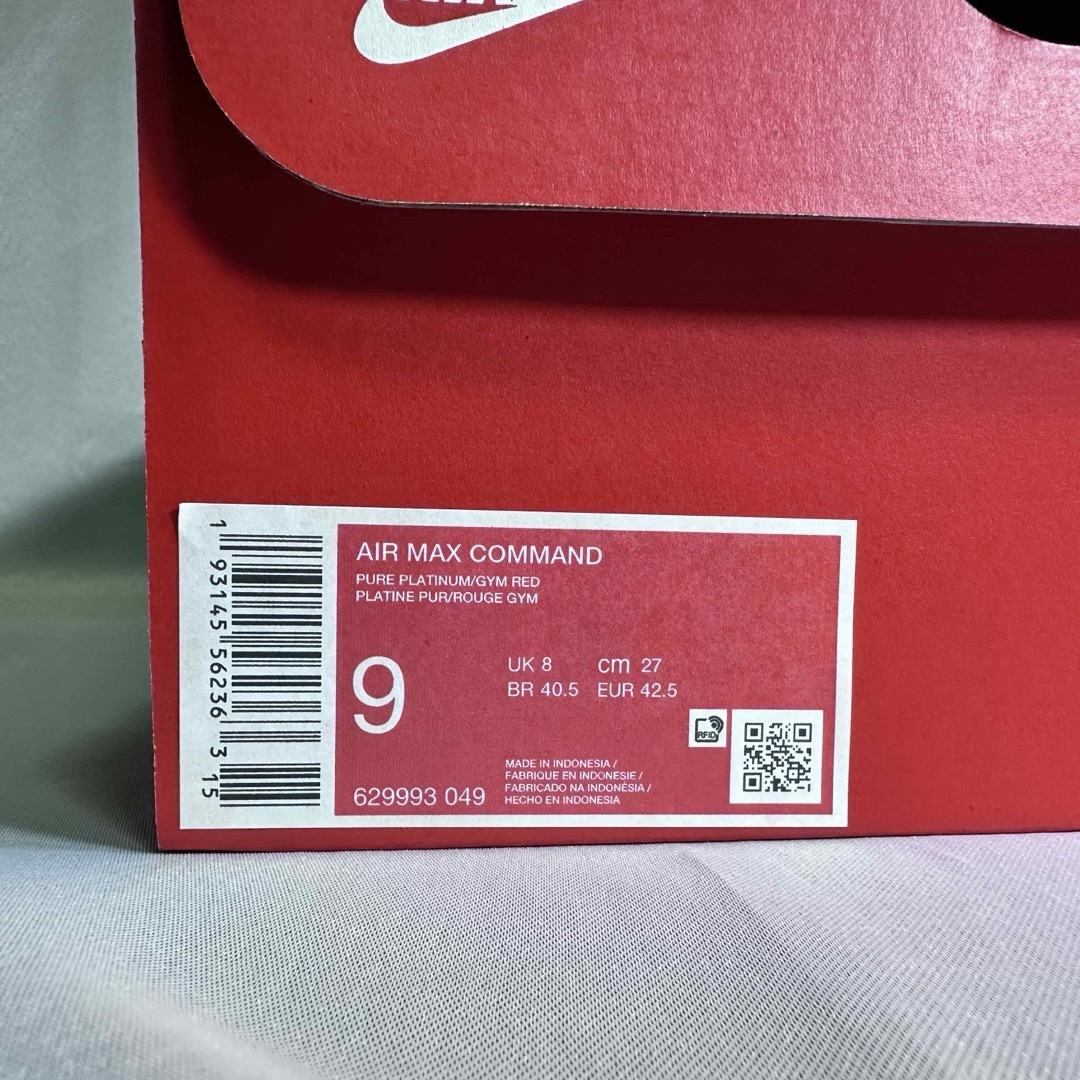 AIR MAX COMMAND
PURE PLATINUM/GYM RED
PLATINE PUR/ROUGE GYM
9
UK 8 cm 27
BR 40.5 EUR 42.5
RFID
MADE IN INDONESIA /
FABRIQUE EN INDONESIE /
FABRICADO NA INDONÉSIA /
HECHO EN INDONESIA
629993 049
1 93145 56236 3 15